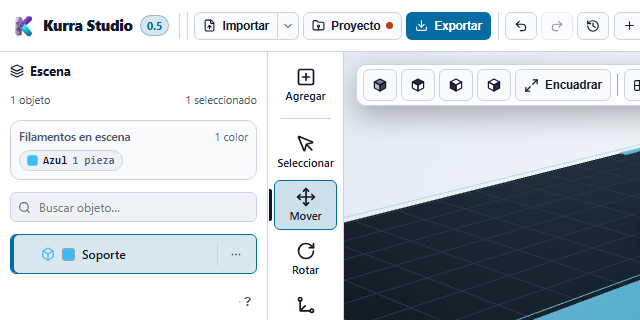 Kurra Studio 0.5 Importar Proyecto Exportar
Escena
1 objeto 1 seleccionado
Filamentos en escena 1 color
Azul 1 pieza
Buscar objeto...
Soporte ...
?
Agregar
Seleccionar
Mover
Rotar
Encuadrar